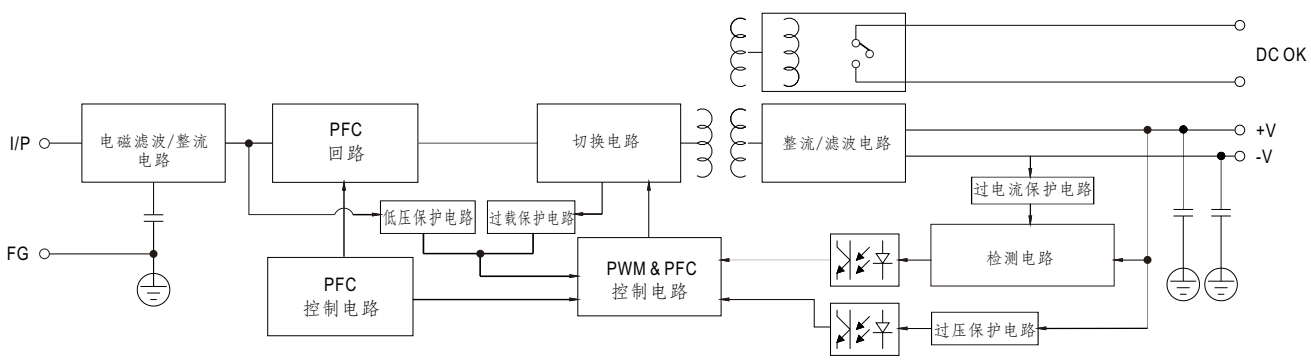 DC OK
I/P
电磁滤波/整流
电路
PFC
回路
切换电路
整流/滤波电路
+V
-V
过电流保护电路
低压保护电路
过载保护电路
FG
PFC
控制电路
PWM & PFC
控制电路
检测电路
过压保护电路